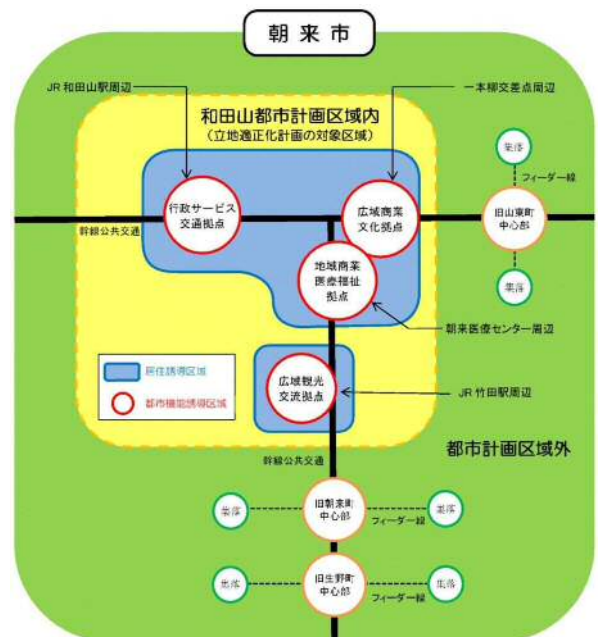 朝来市
JR 和田山駅周辺
一本柳交差点周辺
和田山都市計画区域内
(立地適正化計画の対象区域)
集落
フィーダー線
行政サービス
交通拠点
広域商業
文化拠点
旧山東町
中心部
幹線公共交通
地域商業
医療福祉
拠点
集落
朝来医療センター周辺
居住誘導区域
都市機能誘導区域
広域観光
交流拠点
JR 竹田駅周辺
都市計画区域外
幹線公共交通
集落
旧朝来町
中心部
集落
フィーダー線
集落
旧生野町
中心部
集落
フィーダー線